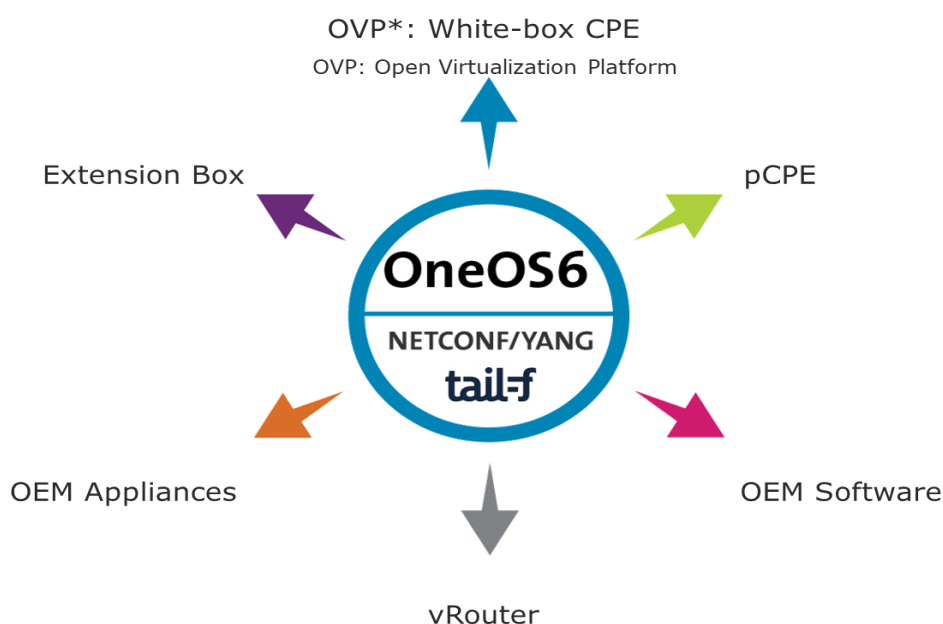 OVP*: White-box CPE
OVP: Open Virtualization Platform
Extension Box
pCPE
OneOS6
NETCONF/YANG
tail-f
OEM Appliances
OEM Software
vRouter